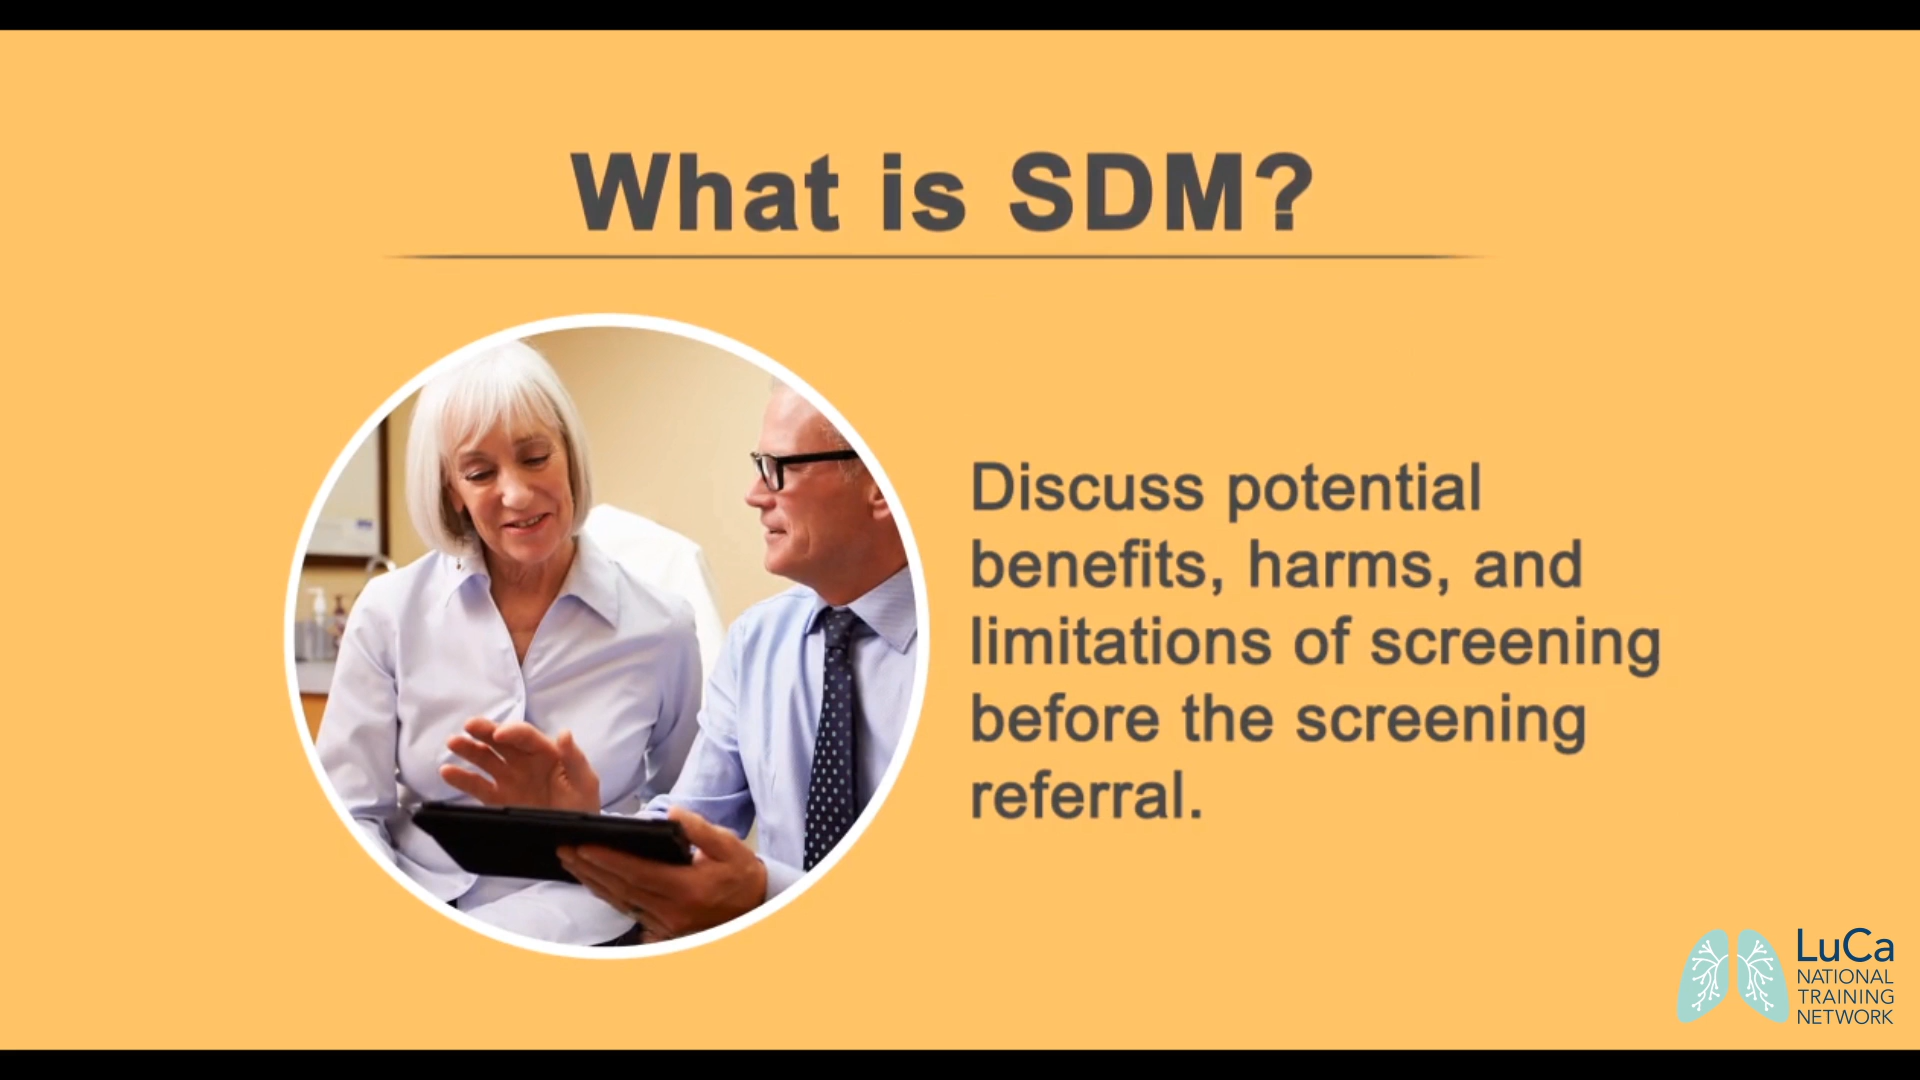 What is SDM?
Discuss potential
benefits, harms, and
limitations of screening
before the screening
referral.
LuCa
NATIONAL
TRAINING
NETWORK